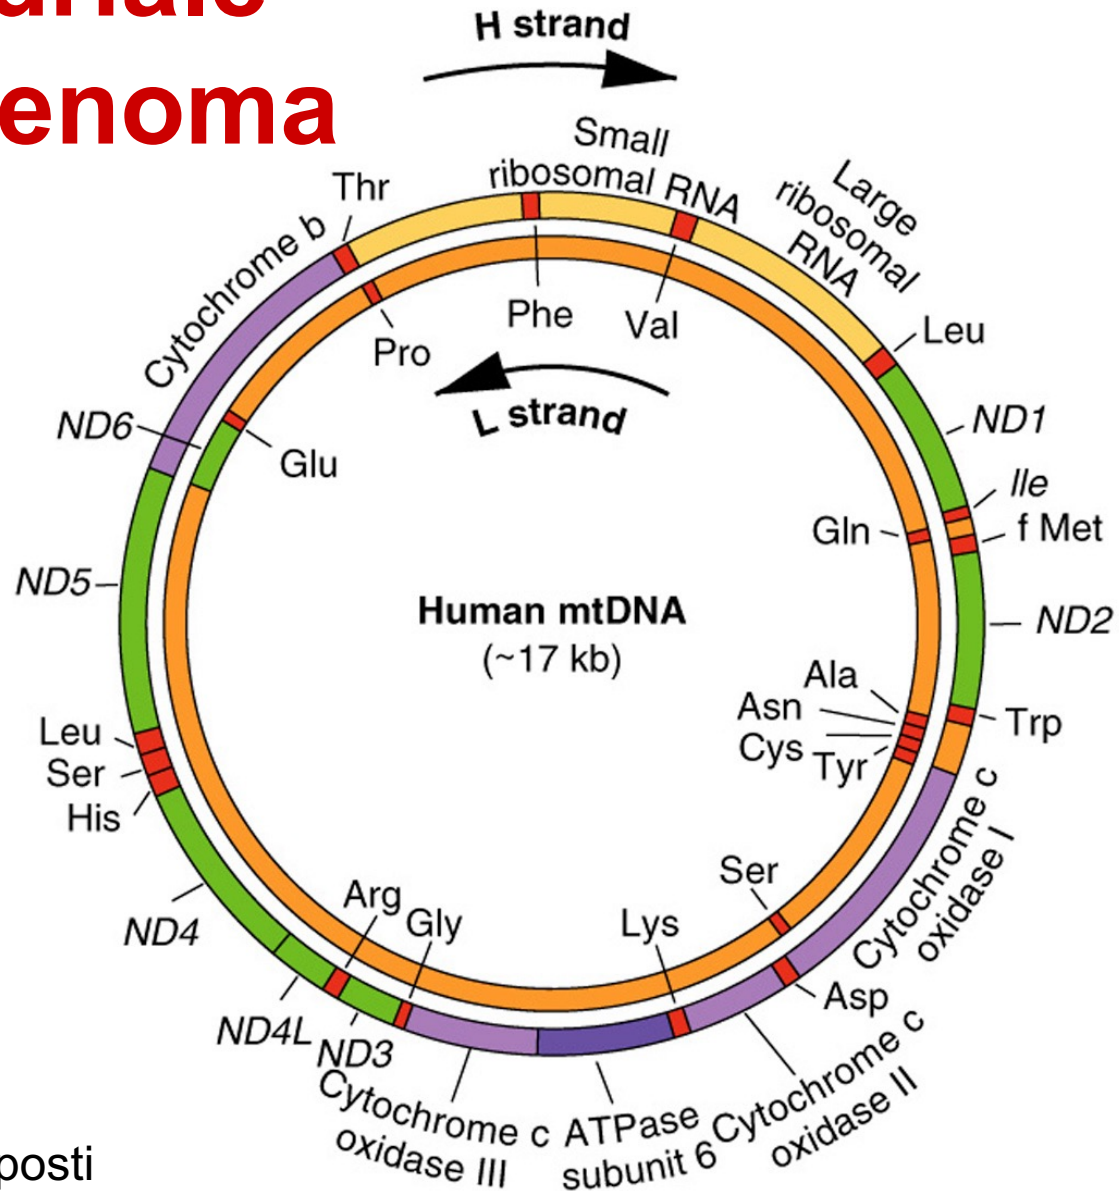 enoma
H strand
Small
ribosomal RNA
Large
ribosomal
RNA
Thr
Cytochrome b
Phe
Val
Pro
Leu
L strand
ND1
ND6
Glu
Ile
f Met
Gln
ND5
Human mtDNA
(~17 kb)
ND2
Ala
Asn
Cys
Tyr
Trp
Leu
Ser
His
Cytochrome c
oxidase I
Ser
Arg
Gly
Lys
ND4
Asp
ND4L
ND3
Cytochrome c
oxidase II
Cytochrome c
oxidase III
ATPase
subunit 6
posti